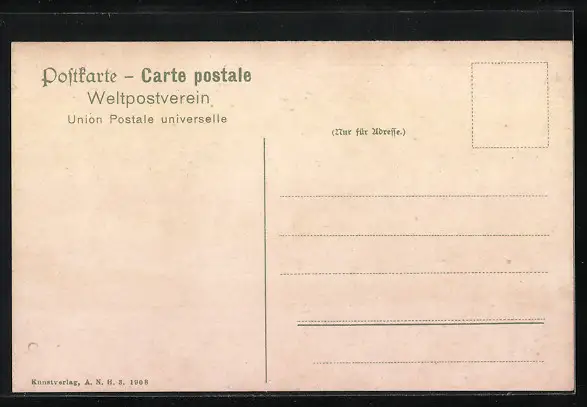 Postkarte – Carte postale
Weltpostverein
Union Postale universelle
(Nur für Adresse.)
Kunstverlag, A. N. H. 3. 1908